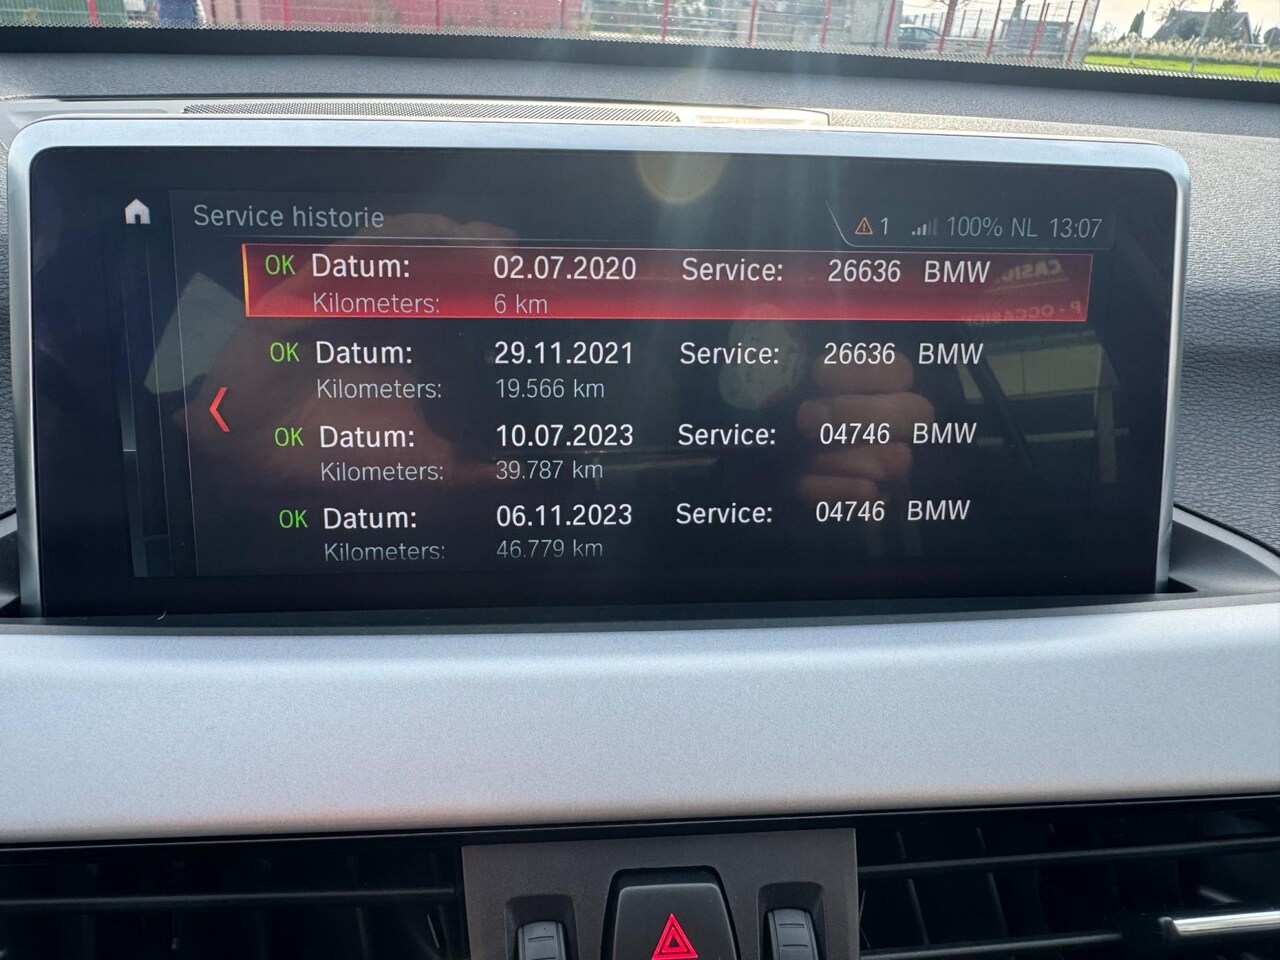 Service historie
1 100% NL 13:07
OK Datum: 02.07.2020 Service: 26636 BMW
Kilometers: 6 km
OK Datum: 29.11.2021 Service: 26636 BMW
Kilometers: 19.566 km
OK Datum: 10.07.2023 Service: 04746 BMW
Kilometers: 39.787 km
OK Datum: 06.11.2023 Service: 04746 BMW
Kilometers: 46.779 km